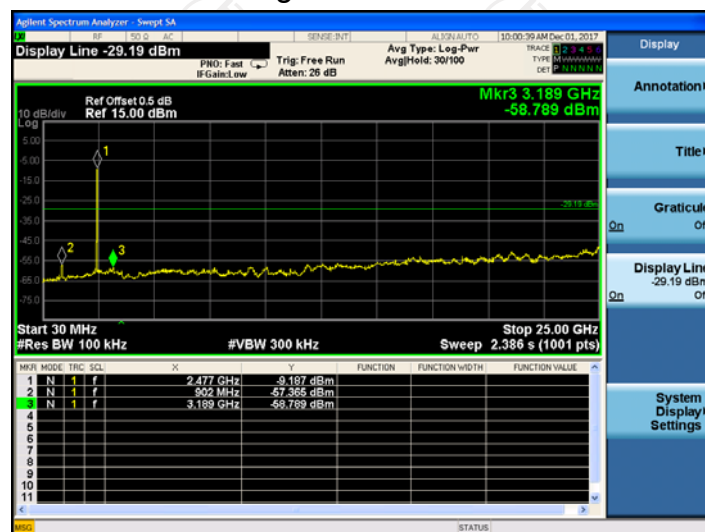 Agilent Spectrum Analyzer - Swept SA
LXI RF 50 Ω AC SENSE:INT ALIGN AUTO 10:00:39 AM Dec 01, 2017
Display Line -29.19 dBm
PNO: Fast Trig: Free Run Avg Type: Log-Pwr TRACE 1 2 3 4 5 6
IFGain:Low Atten: 26 dB Avg|Hold: 30/100 TYPE M
DET P N N N N N
Mkr3 3.189 GHz
-58.789 dBm
Ref Offset 0.5 dB
10 dB/div Ref 15.00 dBm
Log
5.00
-5.00
-15.0
-25.0
-35.0
-45.0
-55.0
-65.0
-75.0
1
2
3
-29.19 dBm
Start 30 MHz Stop 25.00 GHz
#Res BW 100 kHz #VBW 300 kHz Sweep 2.386 s (1001 pts)
MKR MODE TRC SCL X Y FUNCTION FUNCTION WIDTH FUNCTION VALUE
1 N 1 f 2.477 GHz -9.187 dBm
2 N 1 f 902 MHz -57.365 dBm
3 N 1 f 3.189 GHz -58.789 dBm
4
5
6
7
8
9
10
11
MSG STATUS
Display
Annotation
Title
Graticule
On Of
Display Line
-29.19 dBm
On Of
System
Display
Settings